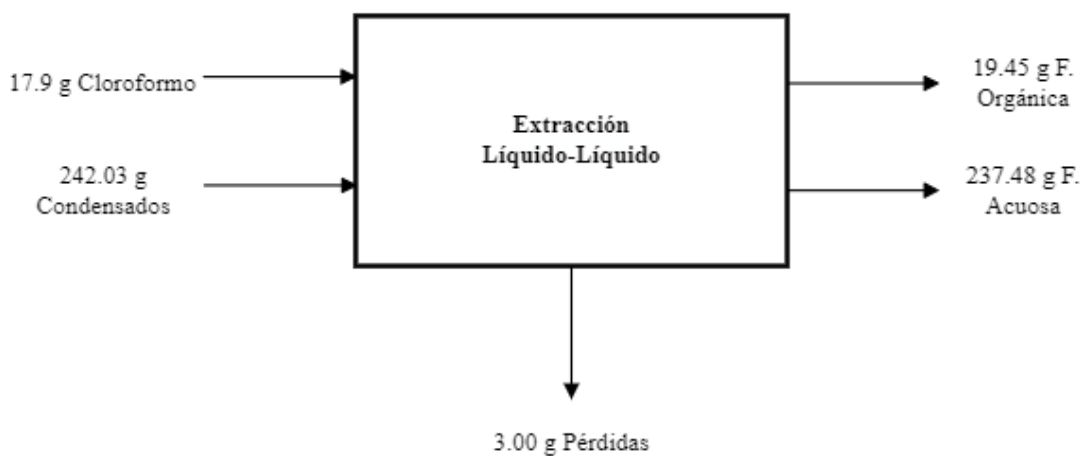 17.9 g Cloroformo
242.03 g
Condensados
Extracción
Líquido-Líquido
19.45 g F.
Orgánica
237.48 g F.
Acuosa
3.00 g Pérdidas